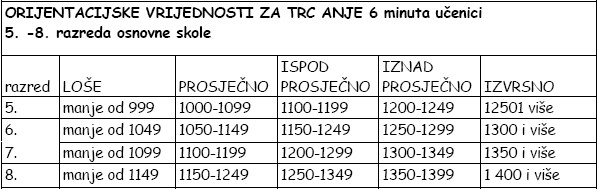 ORIJENTACIJSKE VRIJEDNOSTI ZA TRC ANJE 6 minuta učenici
5. -8. razreda osnovne skole
razred LOŠE PROSJEČNO ISPOD PROSJEČNO IZNAD PROSJEČNO IZVRSNO
5. manje od 999 1000-1099 1100-1199 1200-1249 12501 više
6. manje od 1049 1050-1149 1150-1249 1250-1299 1300 i više
7. manje od 1099 1100-1199 1200-1299 1300-1349 1350 i više
8. manje od 1149 1150-1249 1250-1349 1350-1399 1 400 i više